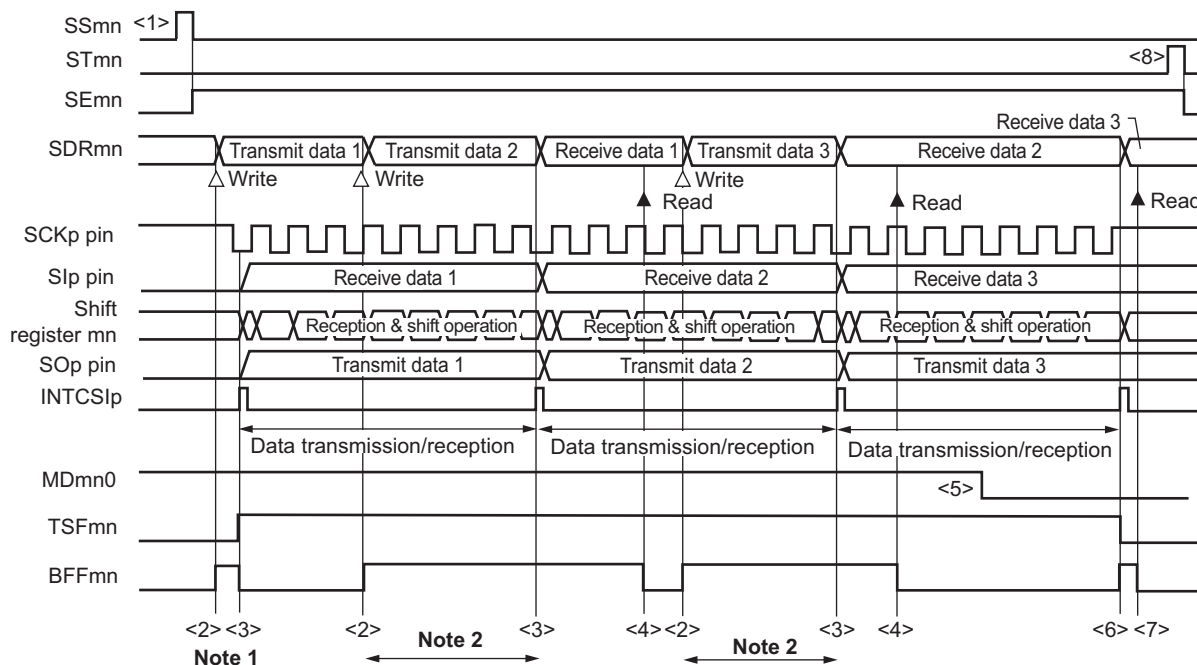 SSmn <1>
STmn <8>
SEmn
Receive data 3
SDRmn Transmit data 1 Transmit data 2 Receive data 1 Transmit data 3 Receive data 2
Write Write Write
Read Read Read
SCKp pin
SIp pin Receive data 1 Receive data 2 Receive data 3
Shift
register mn Reception & shift operation Reception & shift operation Reception & shift operation
SOp pin Transmit data 1 Transmit data 2 Transmit data 3
INTCSIp
Data transmission/reception Data transmission/reception Data transmission/reception
MDmn0 <5>
TSFmn
BFFmn
<2> <3> <2> <3> <4> <2> <3> <4> <6> <7>
Note 1 Note 2 Note 2